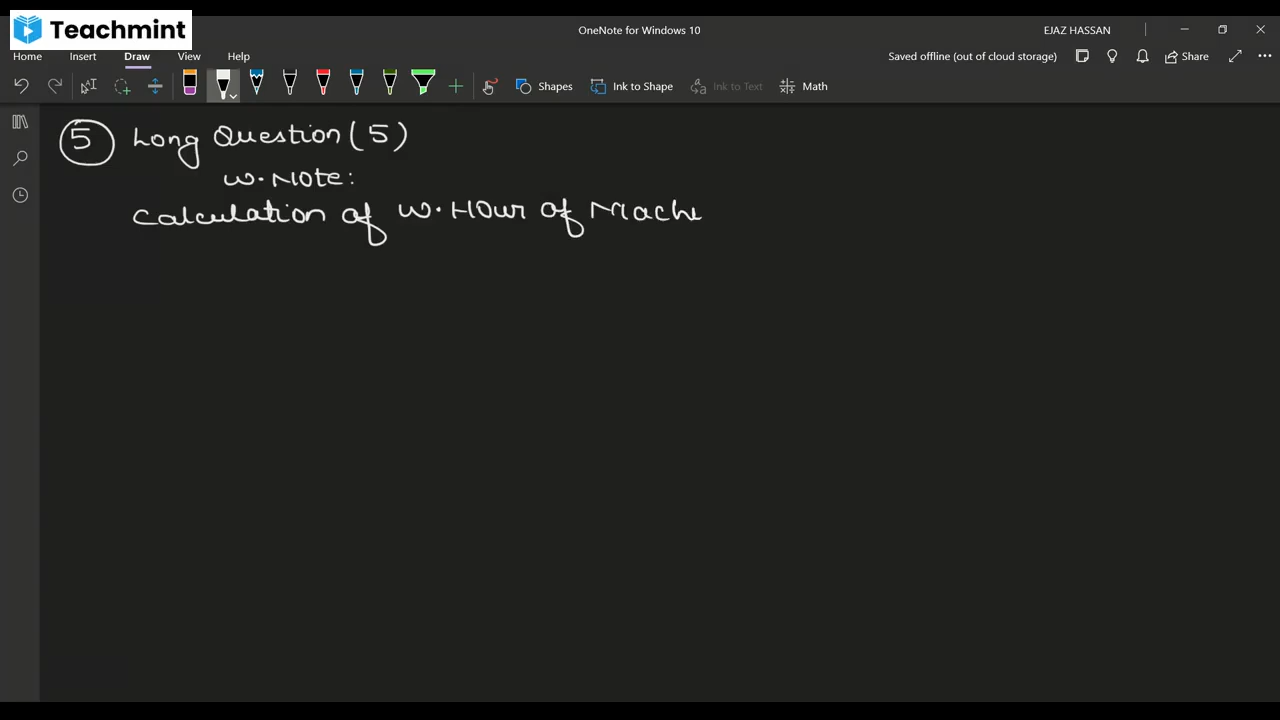 Teachmint
OneNote for Windows 10
EJAZ HASSAN
Home Insert Draw View Help
Saved offline (out of cloud storage)
Share
Shapes
Ink to Shape
Ink to Text
Math
5 Long Question (5)
W. Note:
Calculation of W. Hour of Machi